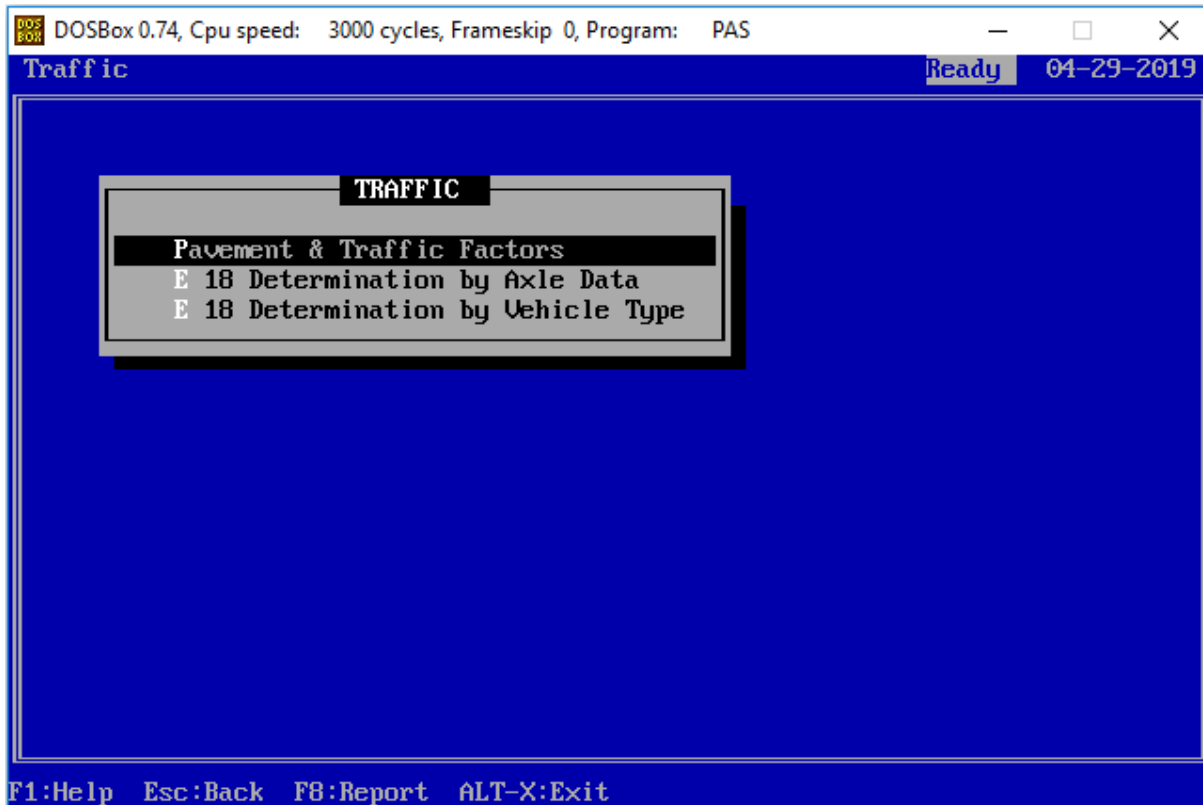 DOS
BOX
DOSBox 0.74, Cpu speed: 3000 cycles, Frameskip 0, Program: PAS
Traffic Ready 04-29-2019
TRAFFIC
Pavement & Traffic Factors
E 18 Determination by Axle Data
E 18 Determination by Vehicle Type
F1:Help Esc:Back F8:Report ALT-X:Exit